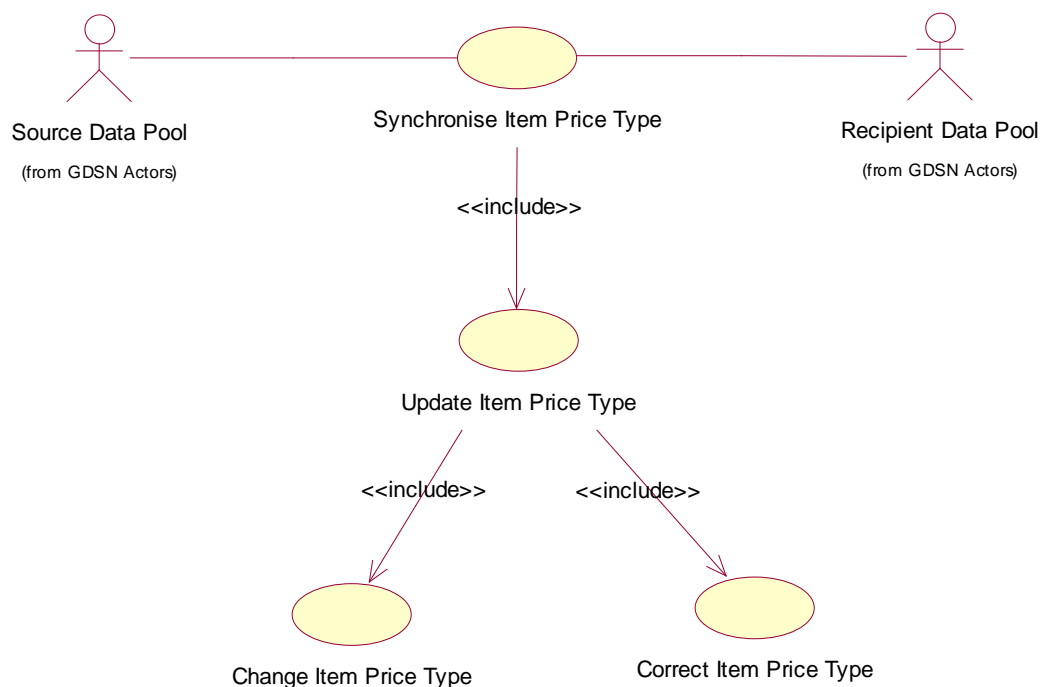 Source Data Pool
(from GDSN Actors)
Synchronise Item Price Type
Recipient Data Pool
(from GDSN Actors)
<<include>>
Update Item Price Type
<<include>>
<<include>>
Change Item Price Type
Correct Item Price Type